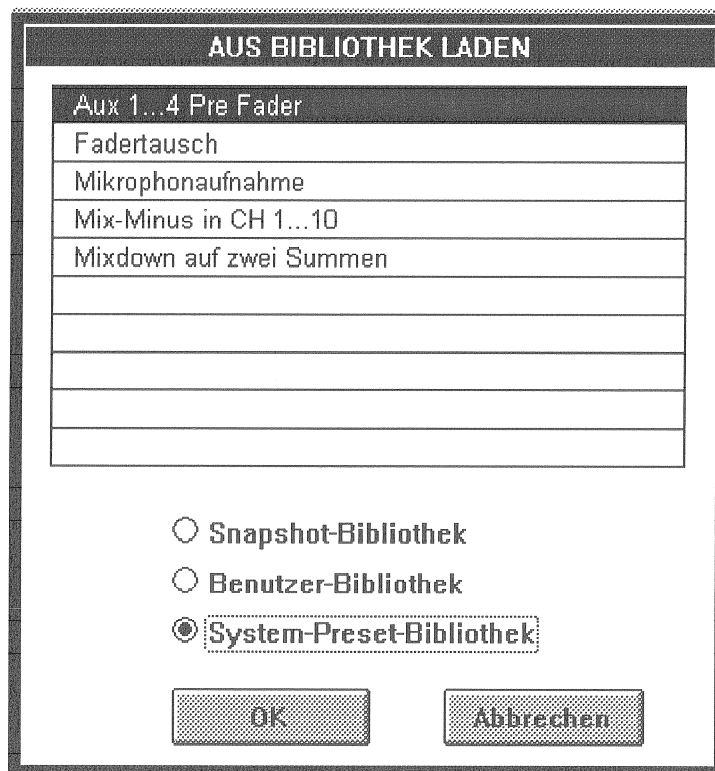 AUS BIBLIOTHEK LADEN
Aux 1...4 Pre Fader
Fadertausch
Mikrophonaufnahme
Mix-Minus in CH 1...10
Mixdown auf zwei Summen
Snapshot-Bibliothek
Benutzer-Bibliothek
System-Preset-Bibliothek
OK
Abbrechen